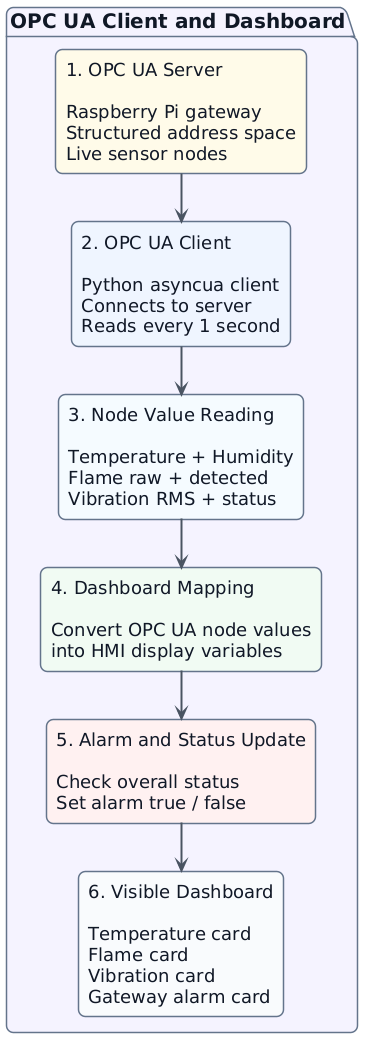 OPC UA Client and Dashboard
1. OPC UA Server
Raspberry Pi gateway
Structured address space
Live sensor nodes
2. OPC UA Client
Python asyncua client
Connects to server
Reads every 1 second
3. Node Value Reading
Temperature + Humidity
Flame raw + detected
Vibration RMS + status
4. Dashboard Mapping
Convert OPC UA node values
into HMI display variables
5. Alarm and Status Update
Check overall status
Set alarm true / false
6. Visible Dashboard
Temperature card
Flame card
Vibration card
Gateway alarm card